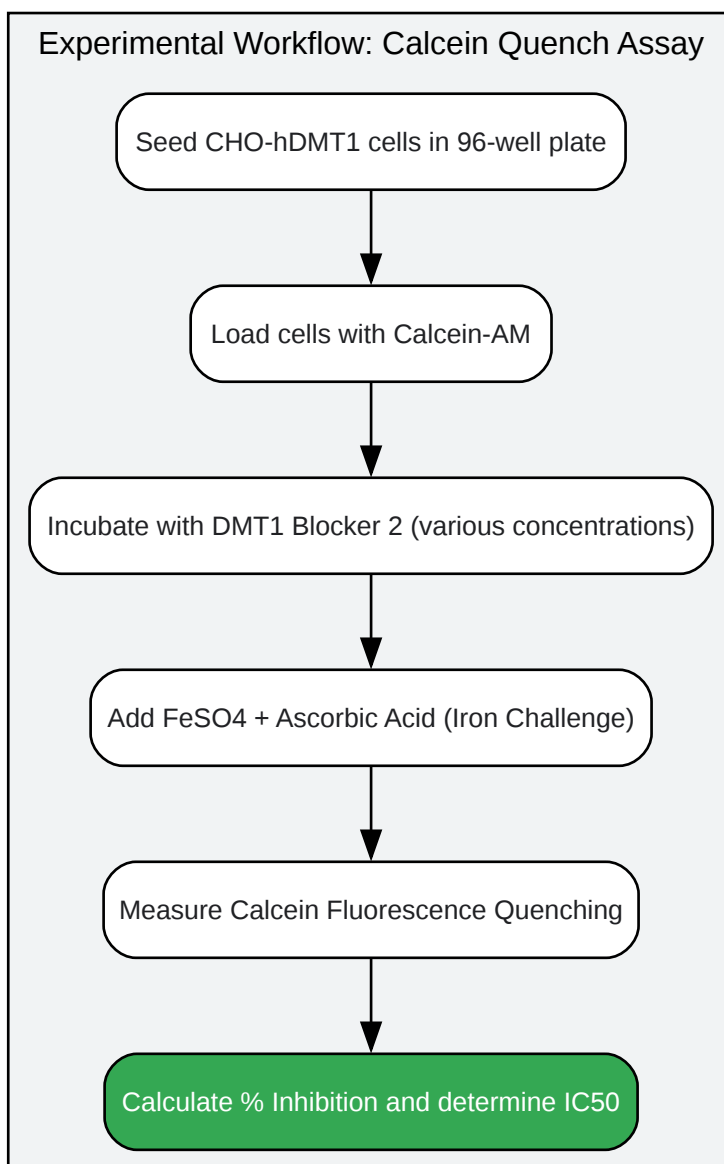 Experimental Workflow: Calcein Quench Assay
Seed CHO-hDMT1 cells in 96-well plate
Load cells with Calcein-AM
Incubate with DMT1 Blocker 2 (various concentrations)
Add FeSO4 + Ascorbic Acid (Iron Challenge)
Measure Calcein Fluorescence Quenching
Calculate % Inhibition and determine IC50